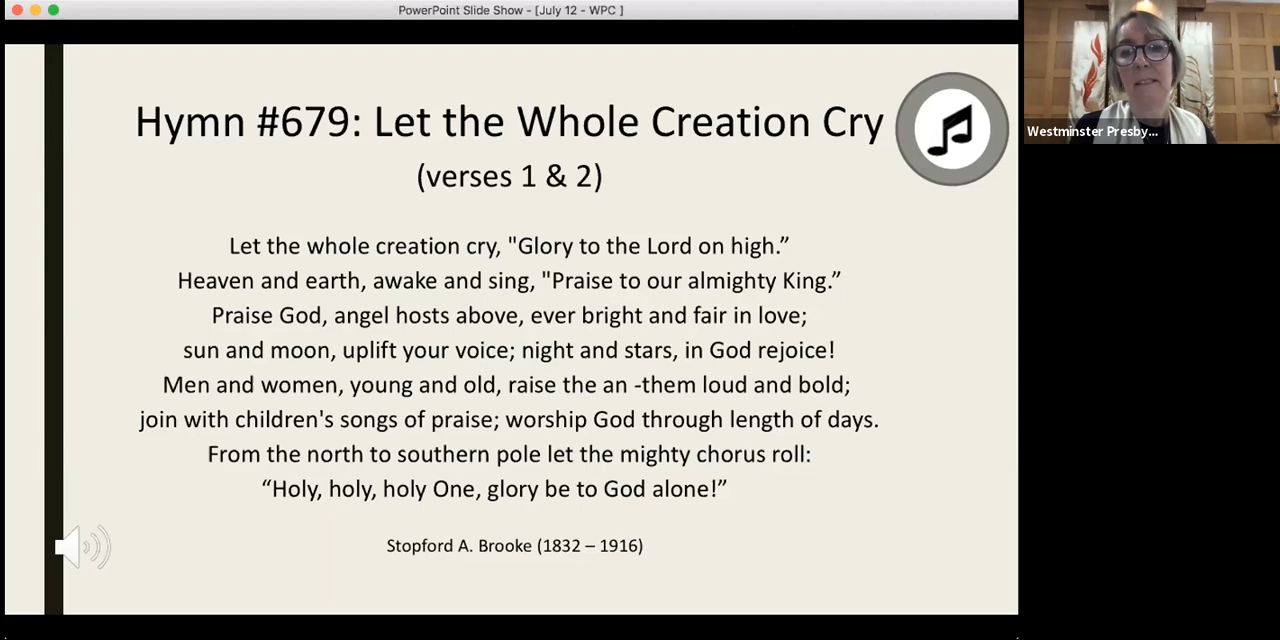 PowerPoint Slide Show - [July 12 - WPC ]
Hymn #679: Let the Whole Creation Cry
(verses 1 & 2)
Let the whole creation cry, "Glory to the Lord on high.”
Heaven and earth, awake and sing, "Praise to our almighty King.”
Praise God, angel hosts above, ever bright and fair in love;
sun and moon, uplift your voice; night and stars, in God rejoice!
Men and women, young and old, raise the an -them loud and bold;
join with children's songs of praise; worship God through length of days.
From the north to southern pole let the mighty chorus roll:
“Holy, holy, holy One, glory be to God alone!”
Stopford A. Brooke (1832 – 1916)
Westminster Presby...